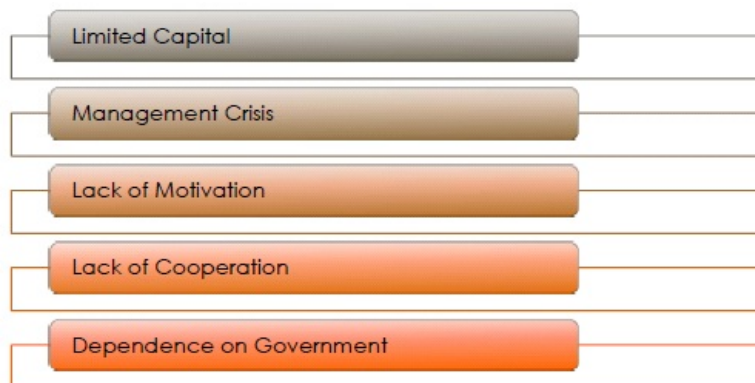 Limited Capital
Management Crisis
Lack of Motivation
Lack of Cooperation
Dependence on Government